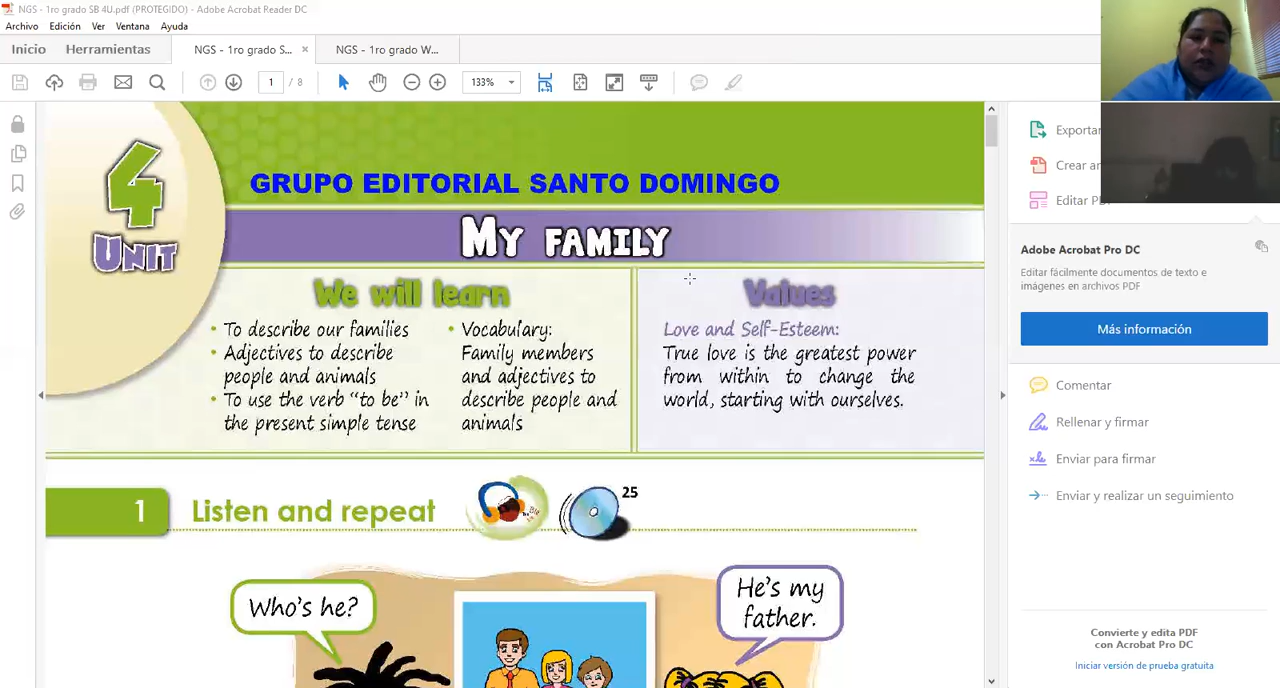 NGS - 1ro grado SB 4U.pdf (PROTEGIDO) - Adobe Acrobat Reader DC
Archivo Edición Ver Ventana Ayuda
Inicio Herramientas NGS - 1ro grado S... × NGS - 1ro grado W...
1 / 8 133%
4
UNIT
GRUPO EDITORIAL SANTO DOMINGO
MY FAMILY
We will learn
• To describe our families
• Adjectives to describe
people and animals
• To use the verb "to be" in
the present simple tense
• Vocabulary:
Family members
and adjectives to
describe people and
animals
Values
Love and Self-Esteem:
True love is the greatest power
from within to change the
world, starting with ourselves.
1 Listen and repeat 25
Who's he?
He's my
father.
Exportar
Crear ar
Editar PD
Adobe Acrobat Pro DC
Editar fácilmente documentos de texto e
imágenes en archivos PDF
Más información
Comentar
Rellenar y firmar
Enviar para firmar
Enviar y realizar un seguimiento
Convierte y edita PDF
con Acrobat Pro DC
Iniciar versión de prueba gratuita